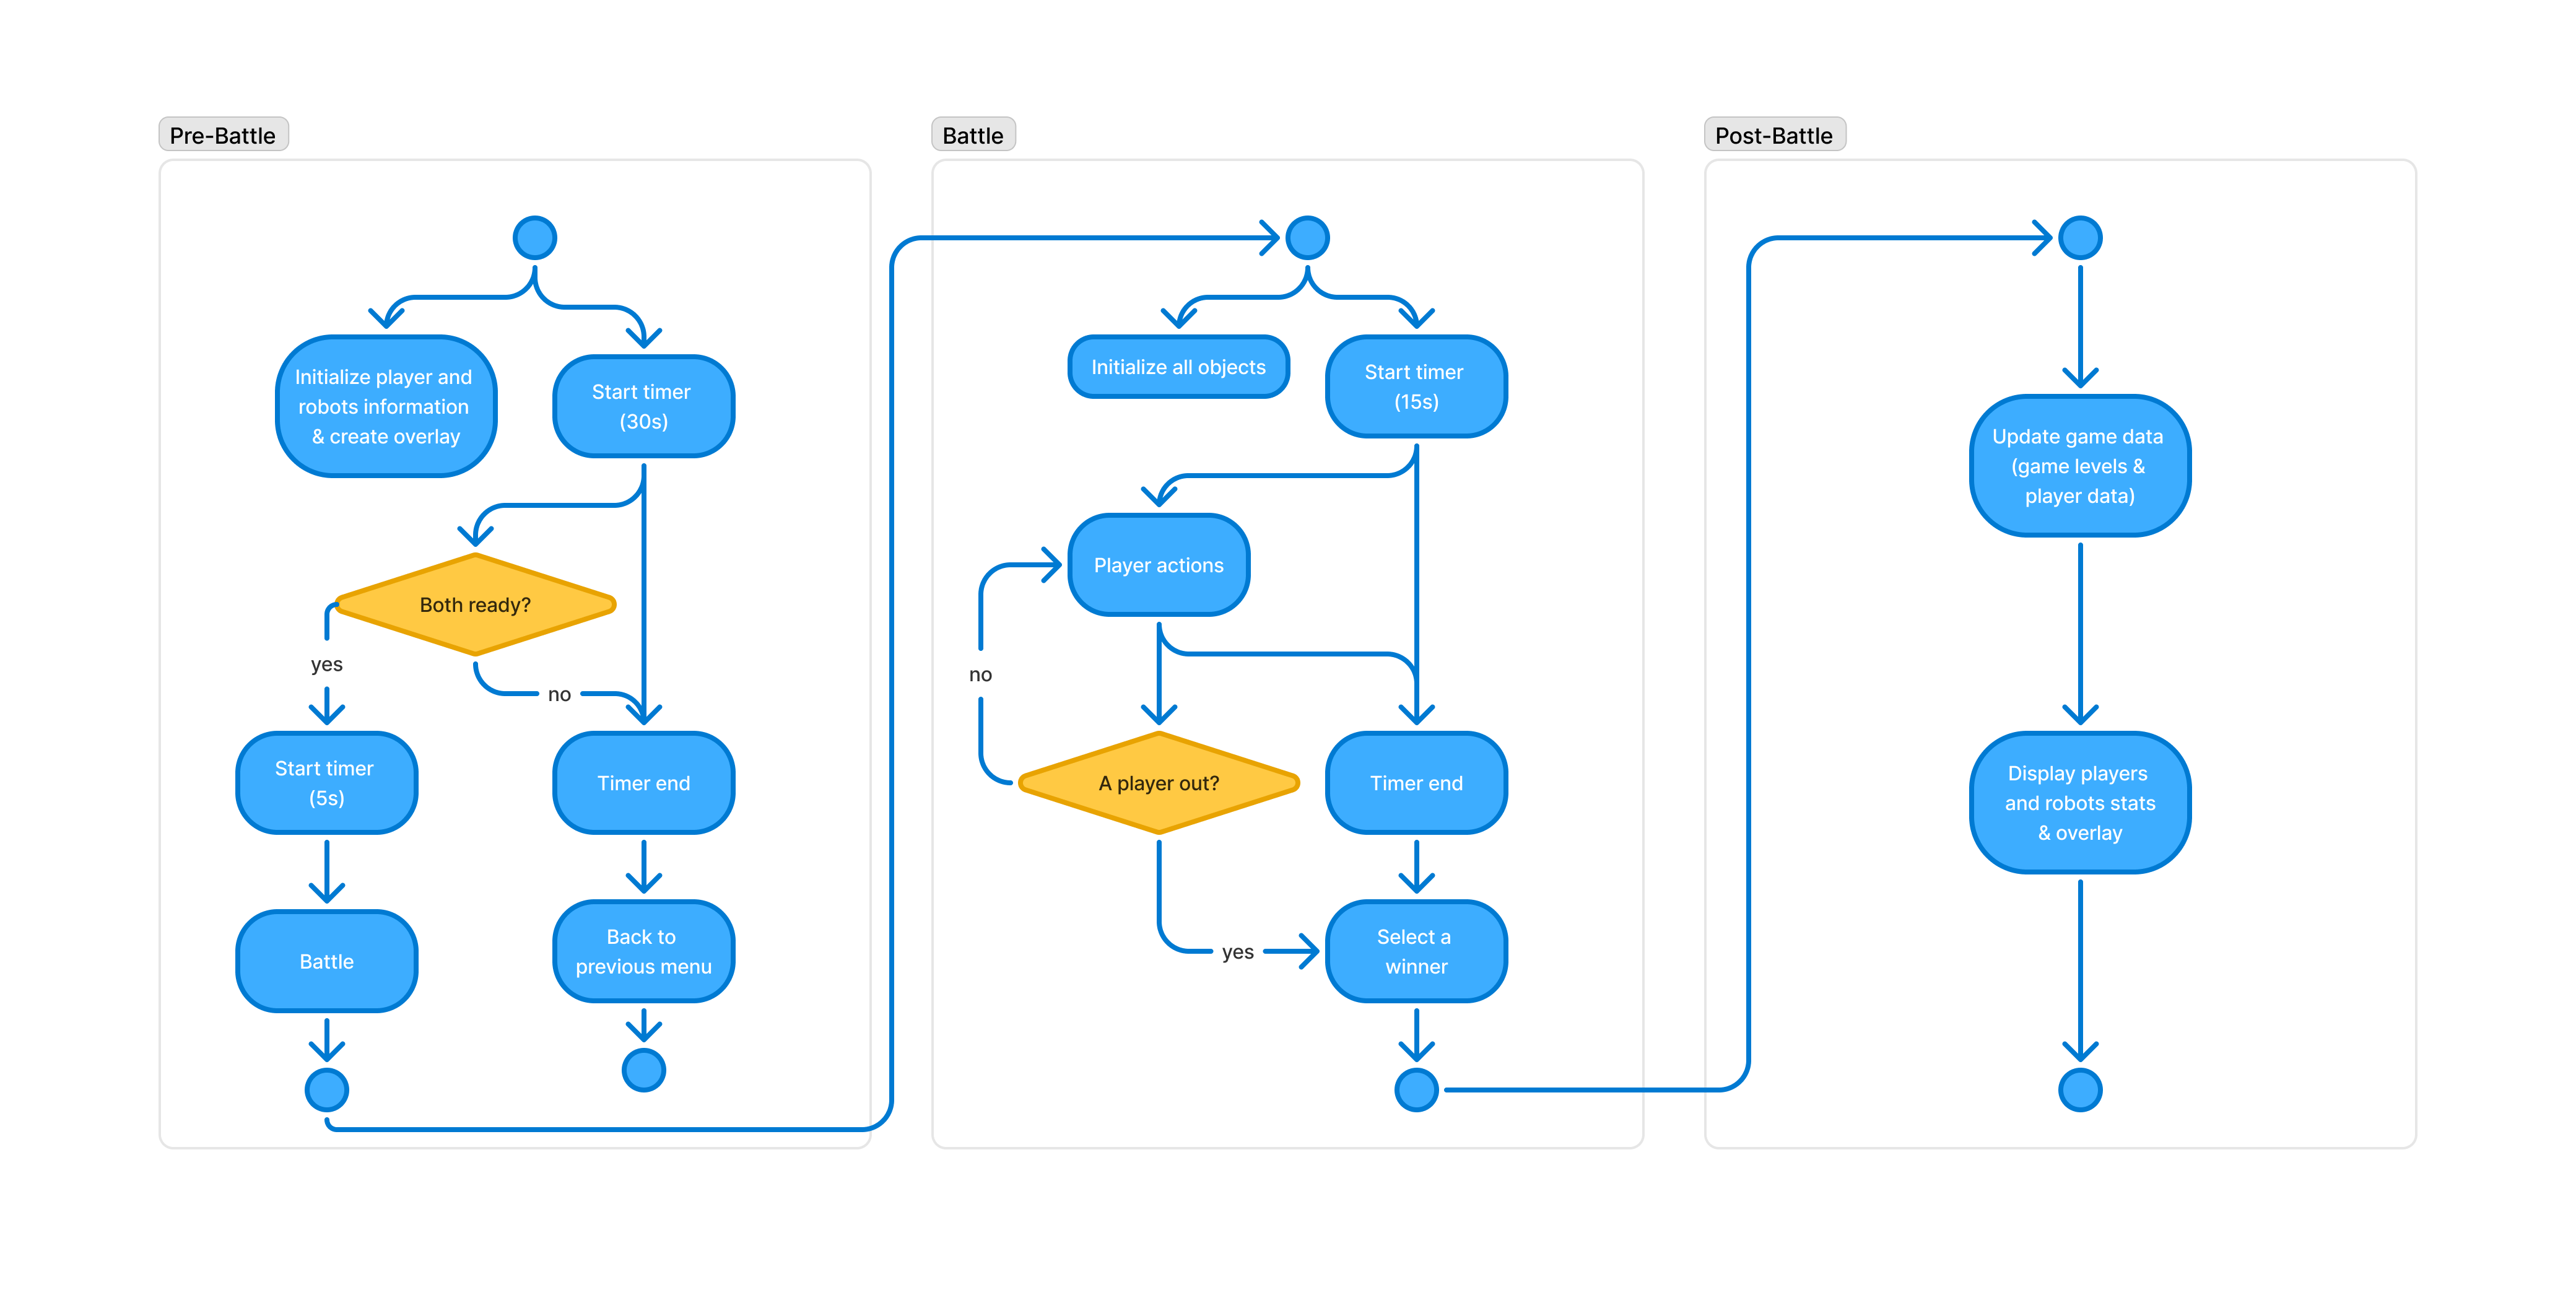 Pre-Battle
Initialize player and
robots information
& create overlay
Start timer
(30s)
Both ready?
yes
no
Start timer
(5s)
Timer end
Battle
Back to
previous menu
Battle
Initialize all objects
Start timer
(15s)
Player actions
no
A player out?
Timer end
yes
Select a
winner
Post-Battle
Update game data
(game levels &
player data)
Display players
and robots stats
& overlay